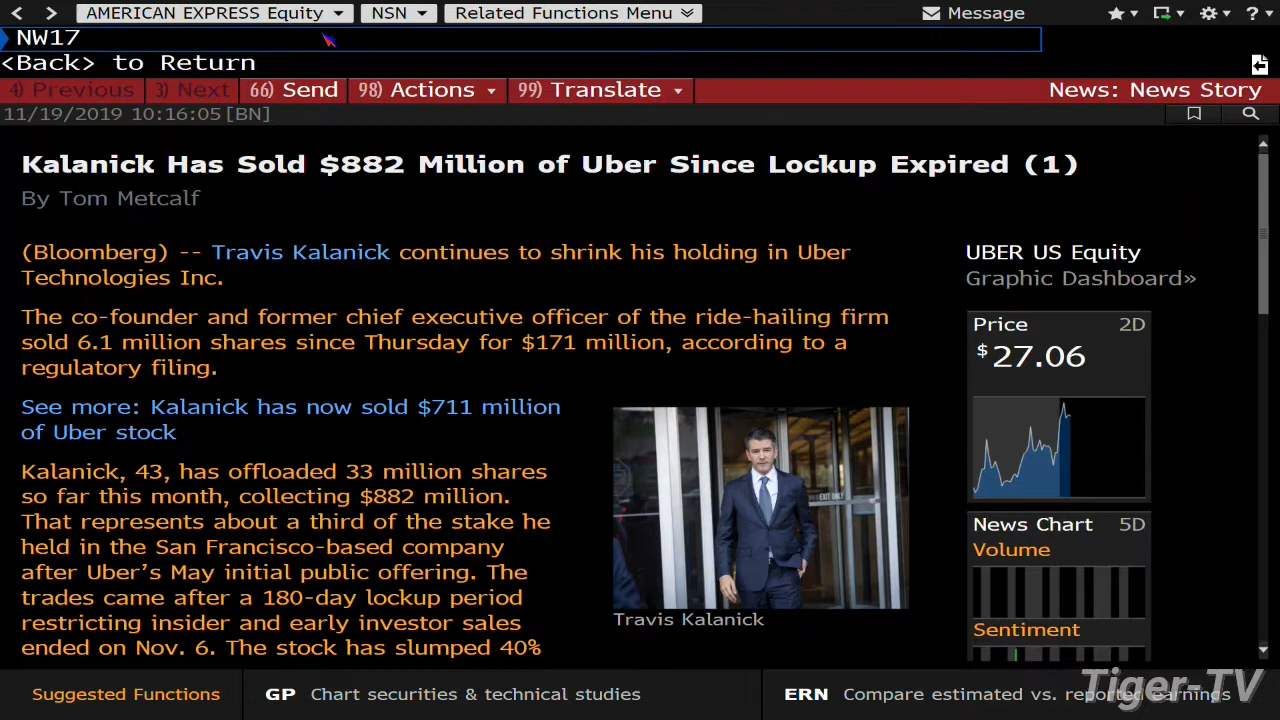 AMERICAN EXPRESS Equity NSN Related Functions Menu Message ?
NW17
<Back> to Return
4) Previous 3) Next 66) Send 98) Actions 99) Translate News: News Story
11/19/2019 10:16:05 [BN]
Kalanick Has Sold $882 Million of Uber Since Lockup Expired (1)
By Tom Metcalf
(Bloomberg) -- Travis Kalanick continues to shrink his holding in Uber
Technologies Inc.
The co-founder and former chief executive officer of the ride-hailing firm
sold 6.1 million shares since Thursday for $171 million, according to a
regulatory filing.
See more: Kalanick has now sold $711 million
of Uber stock
Kalanick, 43, has offloaded 33 million shares
so far this month, collecting $882 million.
That represents about a third of the stake he
held in the San Francisco-based company
after Uber's May initial public offering. The
trades came after a 180-day lockup period
restricting insider and early investor sales
ended on Nov. 6. The stock has slumped 40%
EXIT ONLY
Travis Kalanick
UBER US Equity
Graphic Dashboard»
Price 2D
$27.06
News Chart 5D
Volume
Sentiment
Suggested Functions GP Chart securities & technical studies ERN Compare estimated vs. reported earnings
Tiger-TV